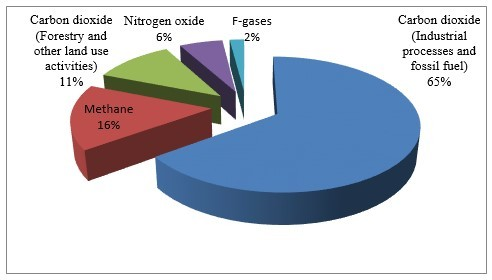 Carbon dioxide
(Forestry and
other land use
activities)
11%
Nitrogen oxide
6%
F-gases
2%
Carbon dioxide
(Industrial
processes and
fossil fuel)
65%
Methane
16%